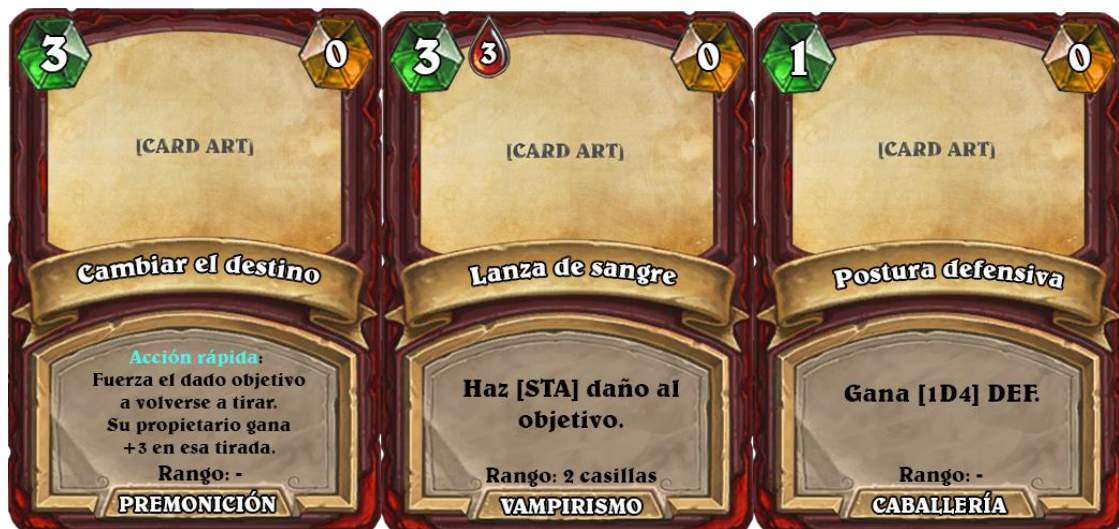 3
0
[CARD ART]
Cambiar el destino
Acción rápida:
Fuerza el dado objetivo
a volverse a tirar.
Su propietario gana
+3 en esa tirada.
Rango: -
PREMONICIÓN
3
3
0
[CARD ART]
Lanza de sangre
Haz [STA] daño al
objetivo.
Rango: 2 casillas
VAMPIRISMO
1
0
[CARD ART]
Postura defensiva
Gana [1D4] DEF.
Rango: -
CABALLERÍA